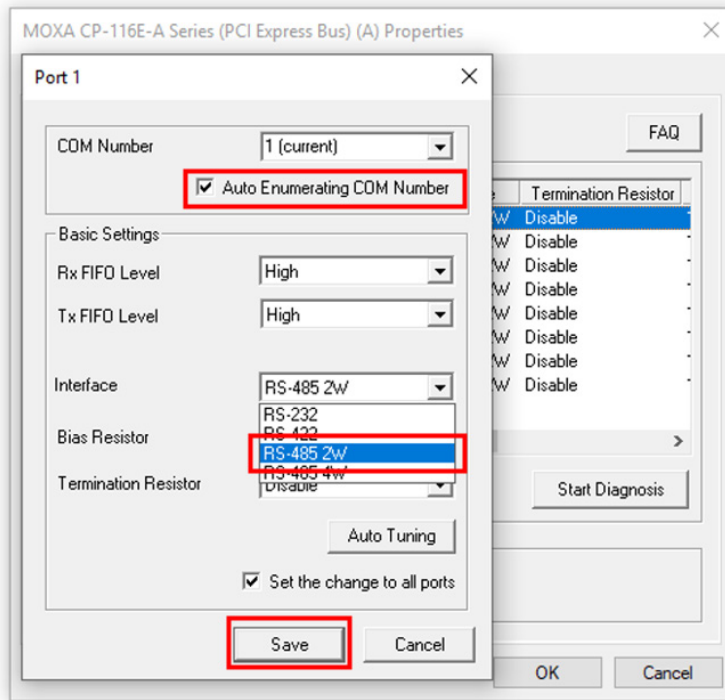 MOXA CP-116E-A Series (PCI Express Bus) (A) Properties
Port 1
FAQ
COM Number
1 (current)
Auto Enumerating COM Number
Termination Resistor
Disable
Disable
Disable
Disable
Disable
Disable
Disable
Disable
Basic Settings
Rx FIFO Level
High
Tx FIFO Level
High
Interface
RS-485 2W
RS-232
RS-422
RS-485 2W
RS-485 4W
Bias Resistor
Termination Resistor
Disable
Start Diagnosis
Auto Tuning
Set the change to all ports
Save
Cancel
OK
Cancel